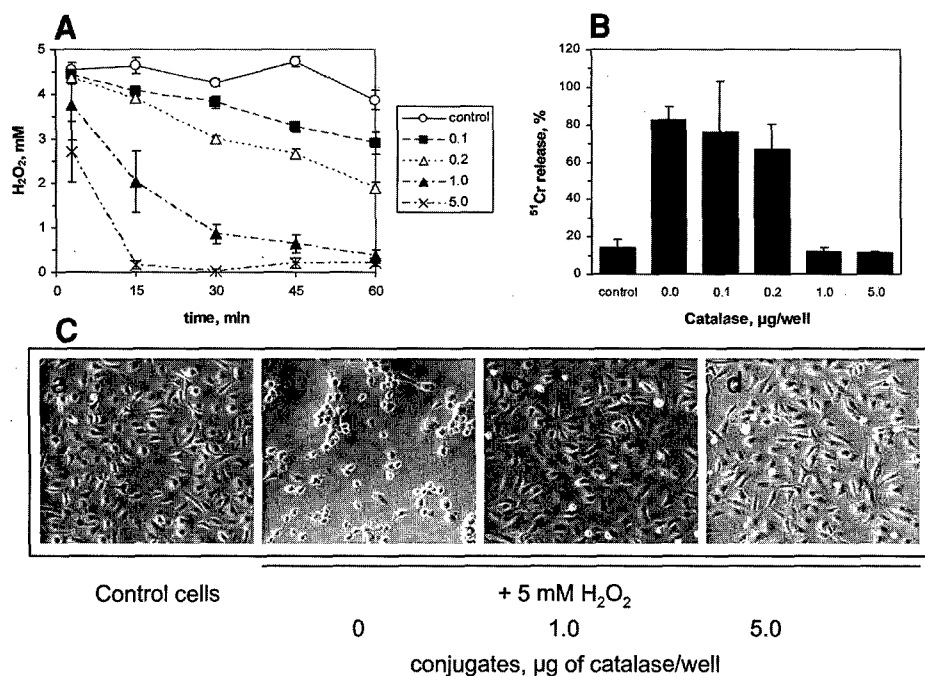 A
5
4
3
2
1
0
0
15
30
45
60
H₂O₂, mM
time, min
control
0.1
0.2
1.0
5.0
B
120
100
80
60
40
20
0
⁵¹Cr release, %
control
0.0
0.1
0.2
1.0
5.0
Catalase, µg/well
C
a
c
d
Control cells
+ 5 mM H₂O₂
0
1.0
5.0
conjugates, µg of catalase/well